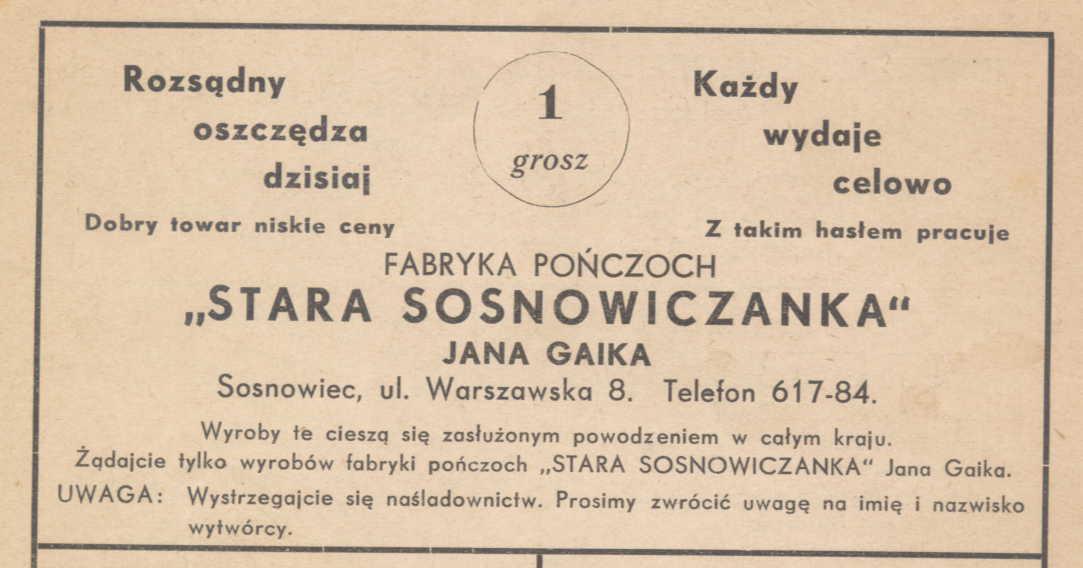 Rozsądny
oszczędza
dzisiaj
Dobry towar niskie ceny
1
grosz
Każdy
wydaje
celowo
Z takim hasłem pracuje
FABRYKA POŃCZOCH
„STARA SOSNOWICZANKA“
JANA GAIKA
Sosnowiec, ul. Warszawska 8. Telefon 617-84.
Wyroby te cieszą się zasłużonym powodzeniem w całym kraju.
Żądajcie tylko wyrobów fabryki pończoch „STARA SOSNOWICZANKA“ Jana Gaika.
UWAGA: Wystrzegajcie się naśladownictw. Prosimy zwrócić uwagę na imię i nazwisko
wytwórcy.